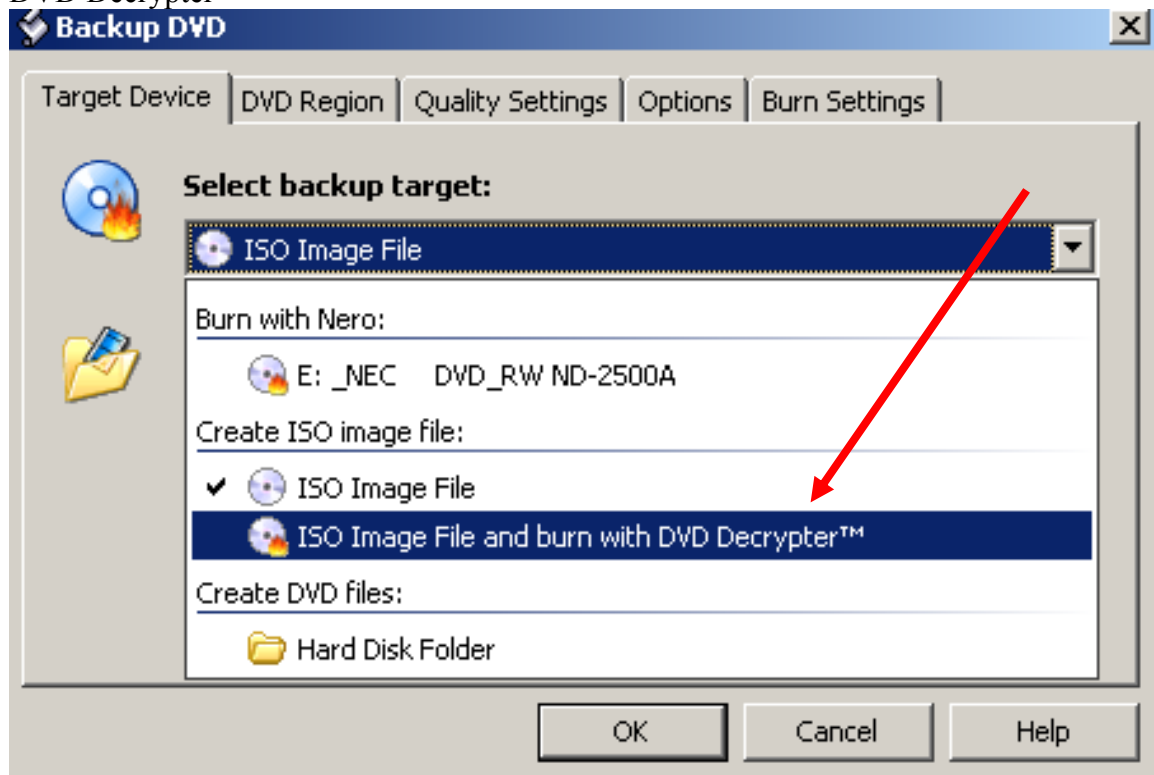 DVD Decrypter
Backup DVD
Target Device DVD Region Quality Settings Options Burn Settings
Select backup target:
ISO Image File
Burn with Nero:
E: _NEC DVD_RW ND-2500A
Create ISO image file:
ISO Image File
ISO Image File and burn with DVD Decrypter™
Create DVD files:
Hard Disk Folder
OK Cancel Help